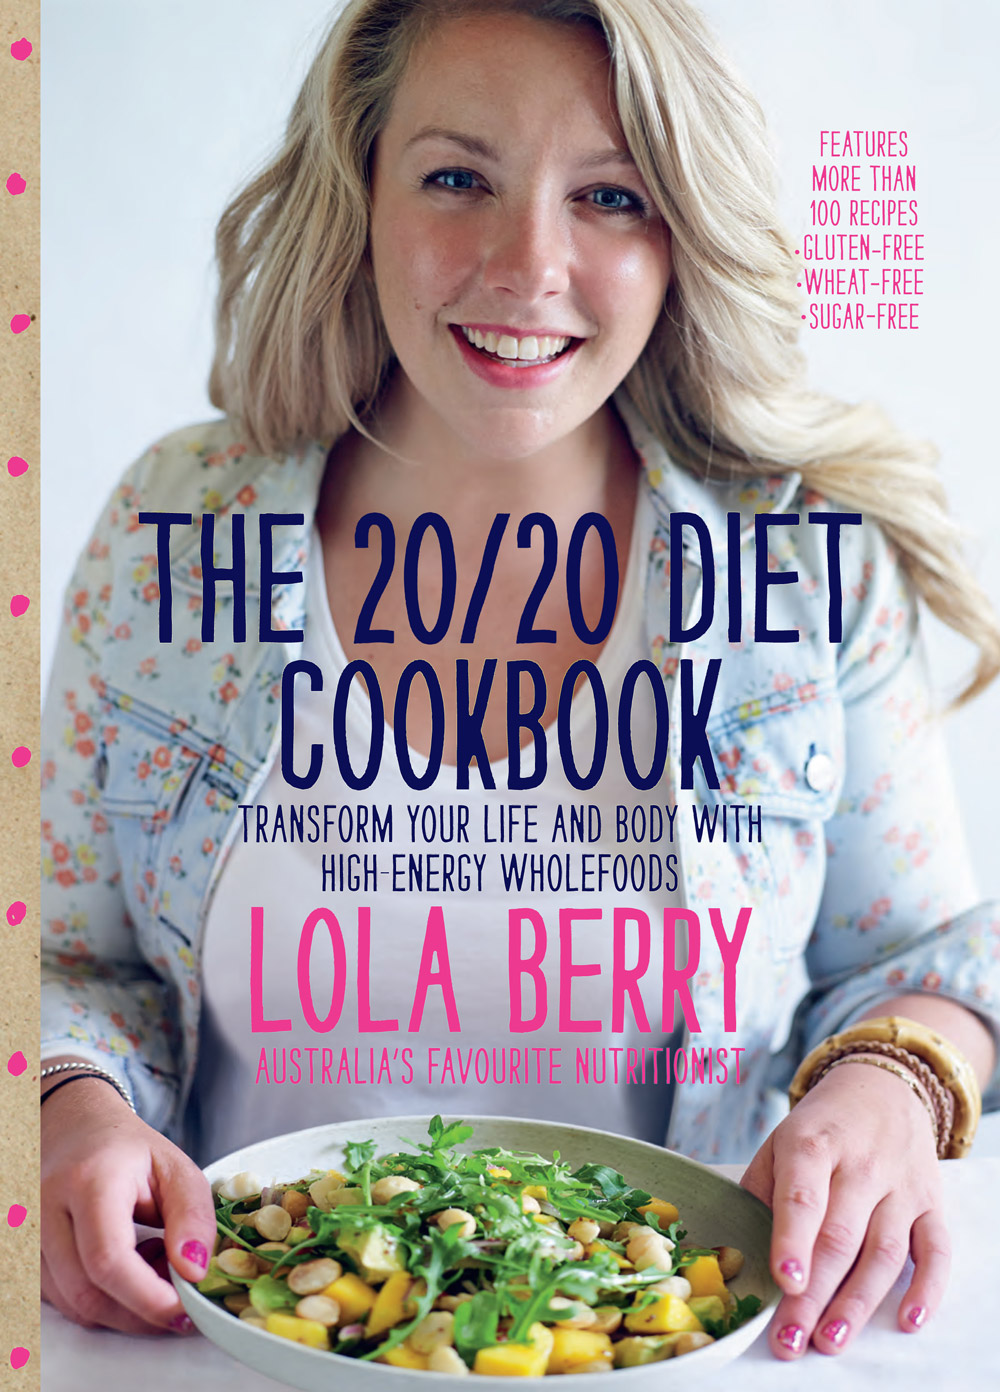 FEATURES
MORE THAN
100 RECIPES
•GLUTEN-FREE
•WHEAT-FREE
•SUGAR-FREE
THE 20/20 DIET
COOKBOOK
TRANSFORM YOUR LIFE AND BODY WITH
HIGH-ENERGY WHOLEFOODS
LOLA BERRY
AUSTRALIA'S FAVOURITE NUTRITIONIST